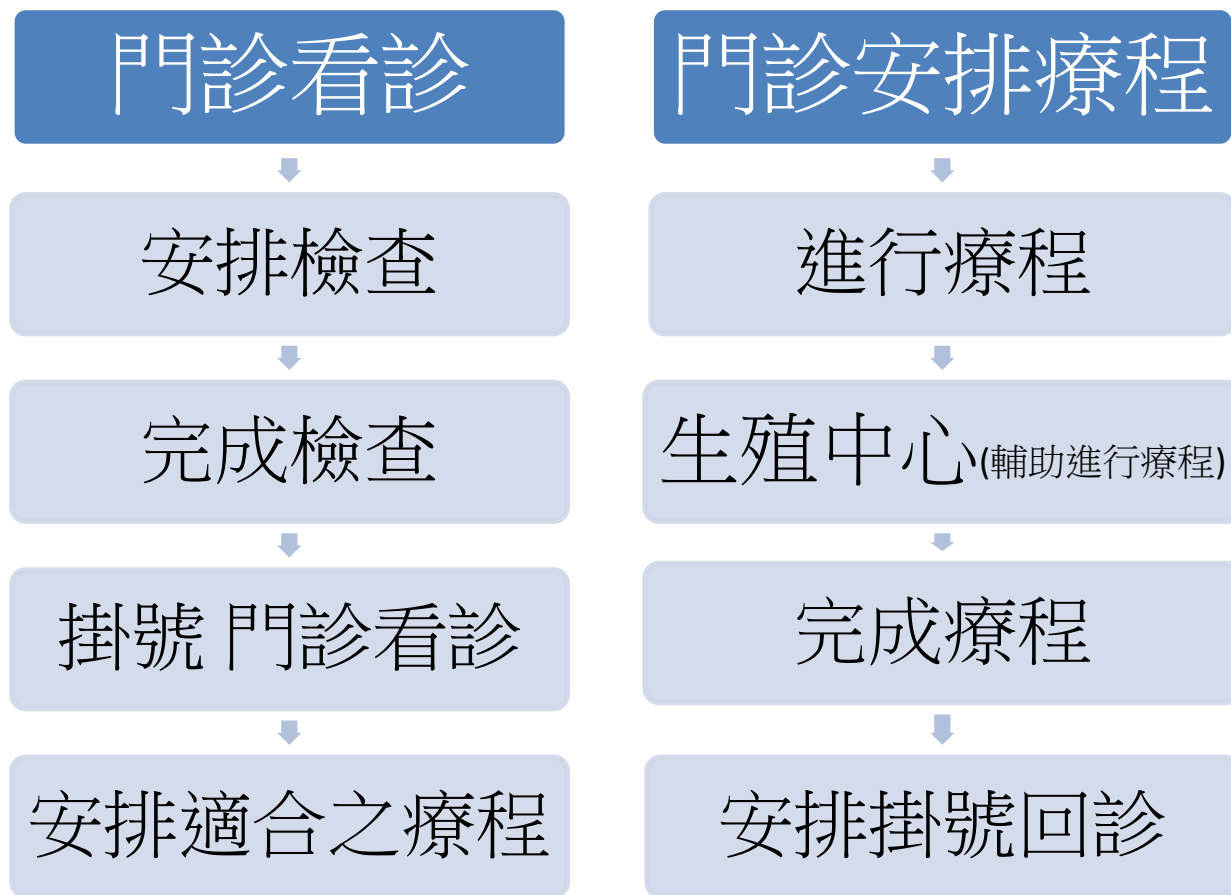 門診看診
安排檢查
完成檢查
掛號 門診看診
安排適合之療程
門診安排療程
進行療程
生殖中心(輔助進行療程)
完成療程
安排掛號回診